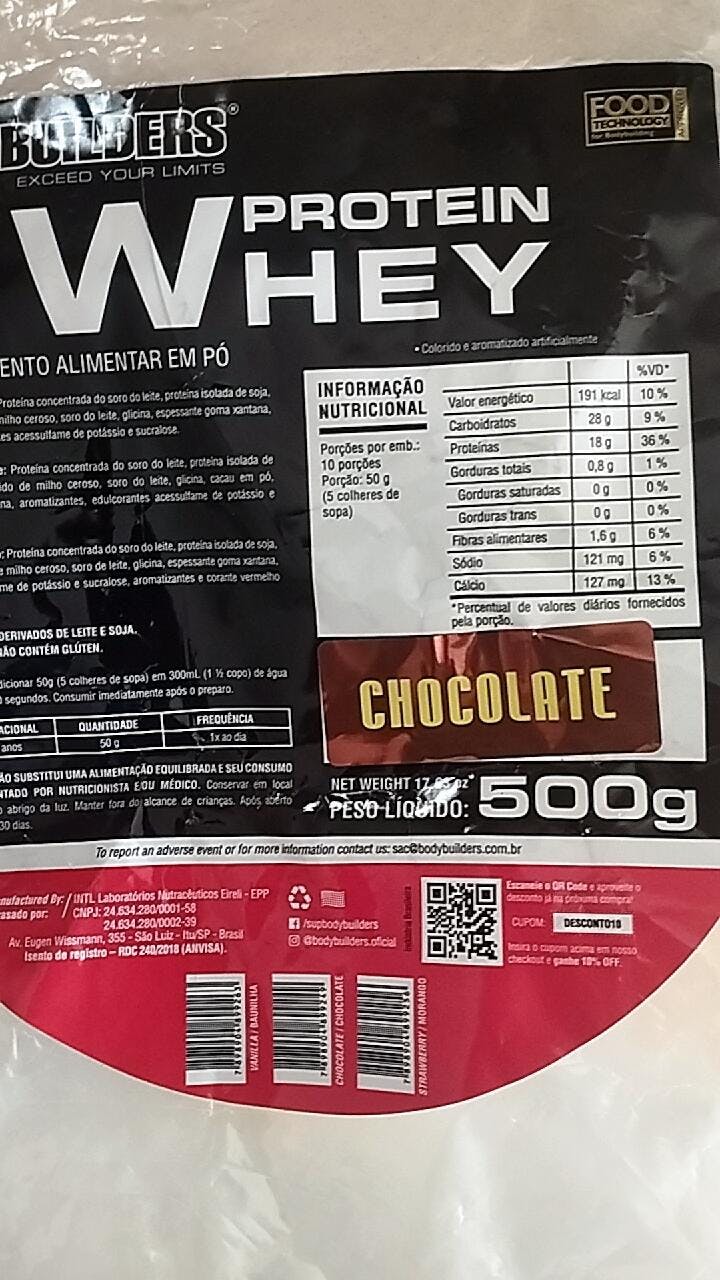 BUILDERS®
EXCEED YOUR LIMITS
FOOD
TECHNOLOGY
for Bodybuilding
APPROVED
WHEY
PROTEIN
ENTO ALIMENTAR EM PÓ
• Colorido e aromatizado artificialmente
Proteína concentrada do soro do leite, proteína isolada de soja,
milho ceroso, soro do leite, glicina, espessante goma xantana,
es acessulfame de potássio e sucralose.
e: Proteína concentrada do soro do leite, proteína isolada de
ido de milho ceroso, soro do leite, glicina, cacau em pó,
na, aromatizantes, edulcorantes acessulfame de potássio e
: Proteína concentrada do soro do leite, proteína isolada de soja,
e milho ceroso, soro do leite, glicina, espessante goma xantana,
me de potássio e sucralose, aromatizantes e corante vermelho
DERIVADOS DE LEITE E SOJA.
NÃO CONTÉM GLÚTEN.
dicionar 50g (5 colheres de sopa) em 300mL (1 ½ copo) de água
segundos. Consumir imediatamente após o preparo.
ACIONAL QUANTIDADE FREQUÊNCIA
anos 50 g 1x ao dia
ÃO SUBSTITUI UMA ALIMENTAÇÃO EQUILIBRADA E SEU CONSUMO
NTADO POR NUTRICIONISTA E/OU MÉDICO. Conservar em local
o abrigo da luz. Manter fora do alcance de crianças. Após aberto
30 dias.
INFORMAÇÃO
NUTRICIONAL
Porções por emb.:
10 porções
Porção: 50 g
(5 colheres de
sopa)
%VD*
Valor energético 191 kcal 10 %
Carboidratos 28 g 9 %
Proteínas 18 g 36 %
Gorduras totais 0,8 g 1 %
Gorduras saturadas 0 g 0 %
Gorduras trans 0 g 0 %
Fibras alimentares 1,6 g 6 %
Sódio 121 mg 6 %
Cálcio 127 mg 13 %
*Percentual de valores diários fornecidos
pela porção.
CHOCOLATE
NET WEIGHT 17.63 oz
PESO LÍQUIDO: 500g
To report an adverse event or for more information contact us: sac@bodybuilders.com.br
nufactured By: / INTL Laboratórios Nutracêuticos Eireli - EPP
asado por: CNPJ: 24.634.280/0001-58
24.634.280/0002-39
Av. Eugen Wissmann, 355 - São Luiz - Itu/SP - Brasil
Isento de registro – RDC 240/2018 (ANVISA).
/supbodybuilders
@bodybuilders.oficial
Indústria Brasileira
Escaneie o QR Code e aproveite o
desconto já na próxima compra!
CUPOM: DESCONTO10
Insira o cupom acima em nosso
checkout e ganhe 10% OFF.
VANILLA / BAUNILHA
CHOCOLATE / CHOCOLATE
STRAWBERRY / MORANGO